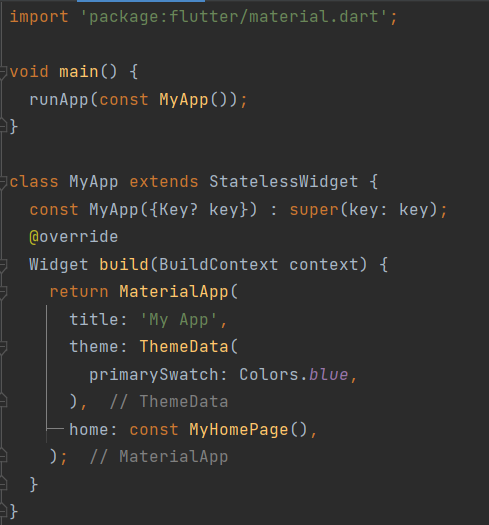 import 'package:flutter/material.dart';

void main() {
  runApp(const MyApp());
}

class MyApp extends StatelessWidget {
  const MyApp({Key? key}) : super(key: key);
  @override
  Widget build(BuildContext context) {
    return MaterialApp(
      title: 'My App',
      theme: ThemeData(
        primarySwatch: Colors.blue,
      ),  // ThemeData
      home: const MyHomePage(),
    );  // MaterialApp
  }
}